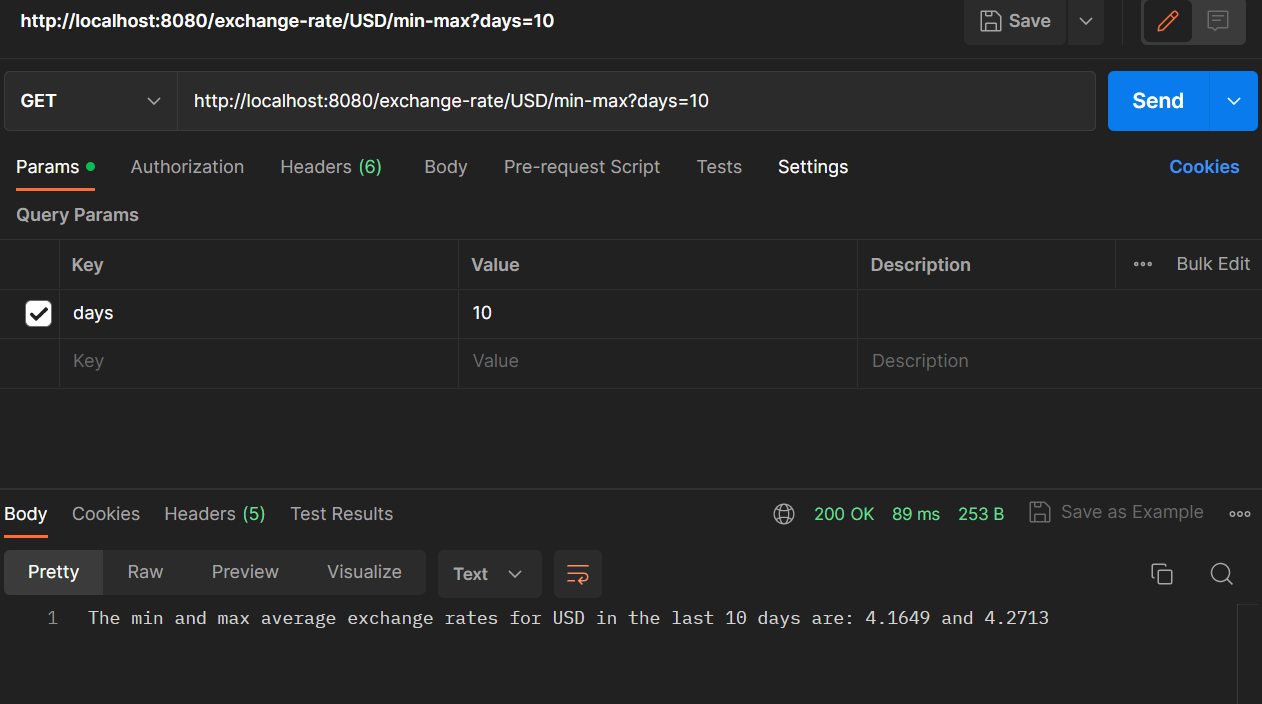 http://localhost:8080/exchange-rate/USD/min-max?days=10
Save
GET
http://localhost:8080/exchange-rate/USD/min-max?days=10
Send
Params Authorization Headers (6) Body Pre-request Script Tests Settings Cookies
Query Params
Key Value Description Bulk Edit
days 10
Key Value Description
Body Cookies Headers (5) Test Results 200 OK 89 ms 253 B Save as Example
Pretty Raw Preview Visualize Text
1 The min and max average exchange rates for USD in the last 10 days are: 4.1649 and 4.2713